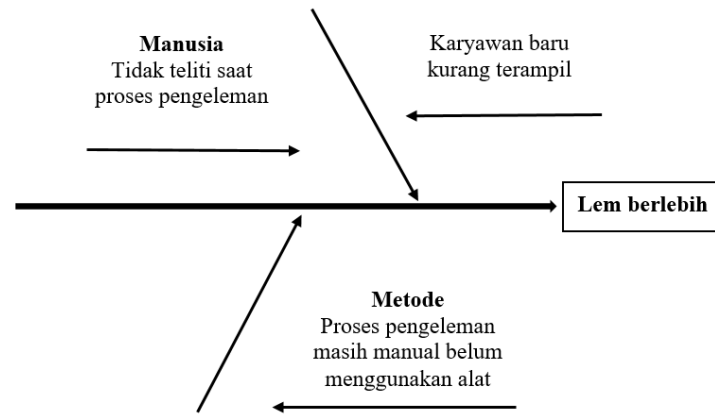 Manusia
Tidak teliti saat
proses pengeleman
Karyawan baru
kurang terampil
Lem berlebih
Metode
Proses pengeleman
masih manual belum
menggunakan alat